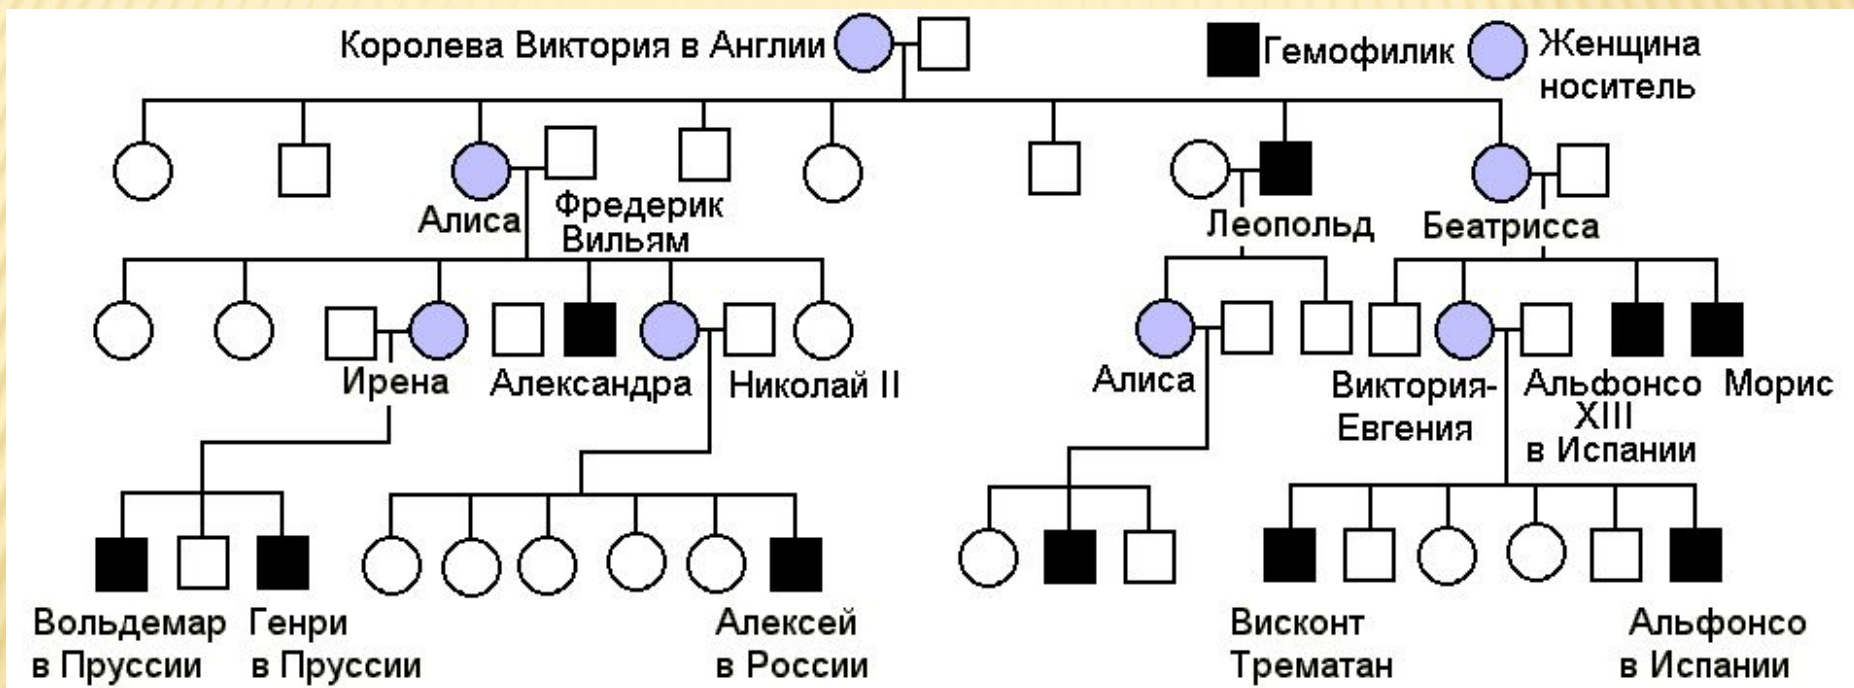 Королева Виктория в Англии
Гемофилик
Женщина
носитель
Алиса
Фредерик
Вильям
Леопольд
Беатрисса
Ирена
Александра
Николай II
Алиса
Виктория-
Евгения
Альфонсо
XIII
в Испании
Морис
Вольдемар
в Пруссии
Генри
в Пруссии
Алексей
в России
Висконт
Трематан
Альфонсо
в Испании